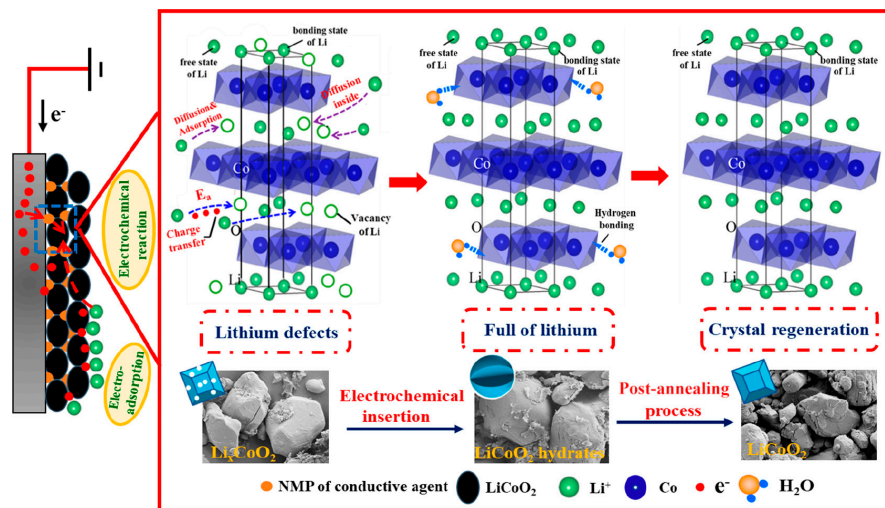 e-
Electrochemical
reaction
Electro-
adsorption
bonding state
of Li
free state
of Li
Diffusion&
Adsorption
Diffusion
inside
Co
Ea
Charge
transfer
O
Vacancy
of Li
Li
free state
of Li
bonding state
of Li
Co
O
Hydrogen
bonding
Li
free state
of Li
bonding state
of Li
Co
O
Li
Lithium defects
Full of lithium
Crystal regeneration
LixCoO2
Electrochemical
insertion
LiCoO2 hydrates
Post-annealing
process
LiCoO2
NMP of conductive agent
LiCoO2
Li+
Co
e-
H2O